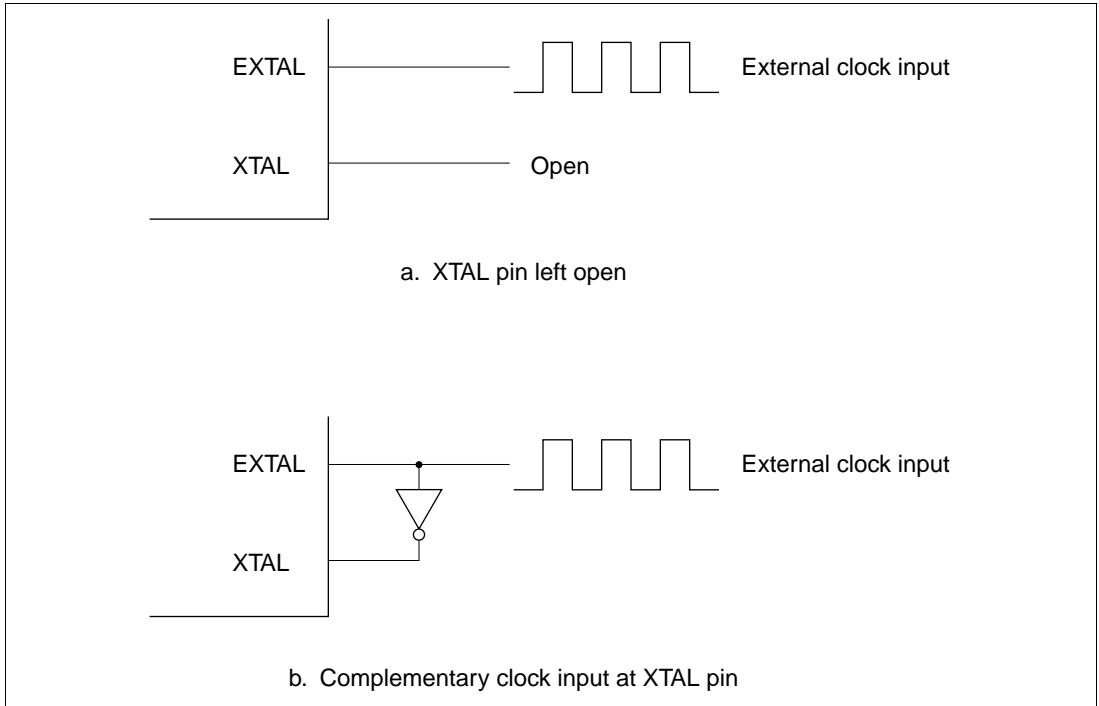 EXTAL
External clock input
XTAL
Open
a. XTAL pin left open
EXTAL
External clock input
XTAL
b. Complementary clock input at XTAL pin